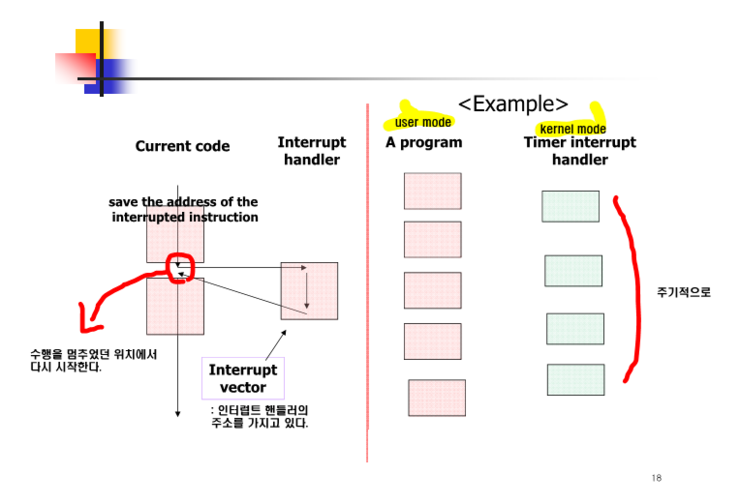 <Example>
Current code
Interrupt
handler
save the address of the
interrupted instruction
수행을 멈추었던 위치에서
다시 시작한다.
Interrupt
vector
: 인터럽트 핸들러의
주소를 가지고 있다.
user mode
A program
kernel mode
Timer interrupt
handler
주기적으로
18